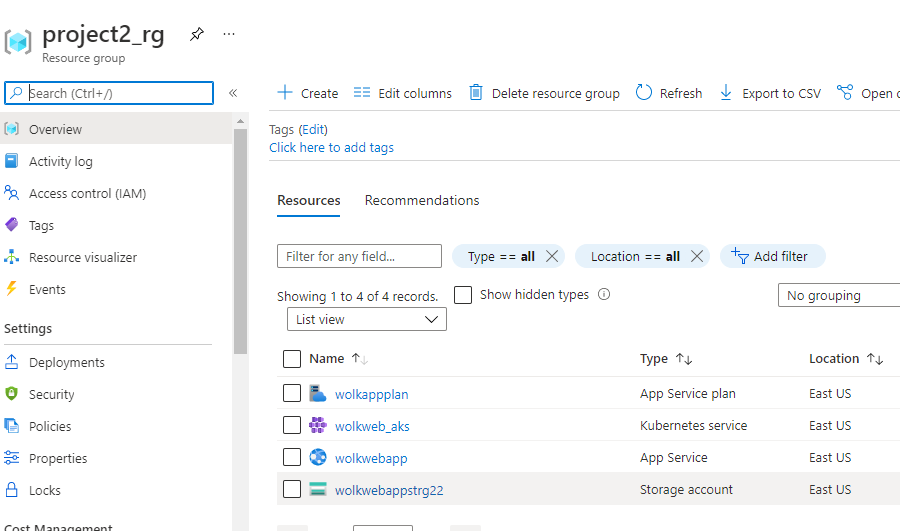 project2_rg
Resource group
Search (Ctrl+/)
Overview
Activity log
Access control (IAM)
Tags
Resource visualizer
Events
Settings
Deployments
Security
Policies
Properties
Locks
Cost Management
Create
Edit columns
Delete resource group
Refresh
Export to CSV
Open
Tags (Edit)
Click here to add tags
Resources
Recommendations
Filter for any field...
Type == all
Location == all
Add filter
Showing 1 to 4 of 4 records.
Show hidden types
No grouping
List view
Name Type Location
wolkappplan App Service plan East US
wolkweb_aks Kubernetes service East US
wolkwebapp App Service East US
wolkwebappstrg22 Storage account East US